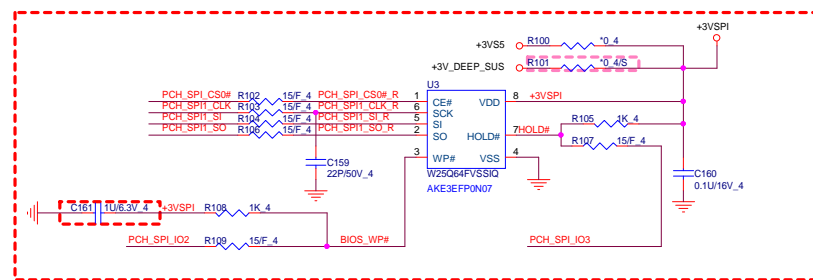 +3VSPI
+3VS5 R100 *0_4
+3V_DEEP_SUS R101 *0_4/S
U3
PCH_SPI_CS0# R102 15/F_4 PCH_SPI_CS0#_R 1 CE# VDD 8 +3VSPI
PCH_SPI1_CLK R103 15/F_4 PCH_SPI1_CLK_R 6 SCK
PCH_SPI1_SI R104 15/F_4 PCH_SPI1_SI_R 5 SI R105 1K_4
PCH_SPI1_SO R106 15/F_4 PCH_SPI1_SO_R 2 SO HOLD# 7 HOLD#
R107 15/F_4
3 WP# VSS 4
C159
22P/50V_4
W25Q64FVSSIQ
AKE3EFP0N07
C160
0.1U/16V_4
C161 1U/6.3V_4 +3VSPI R108 1K_4
PCH_SPI_IO2 R109 15/F_4 BIOS_WP# PCH_SPI_IO3